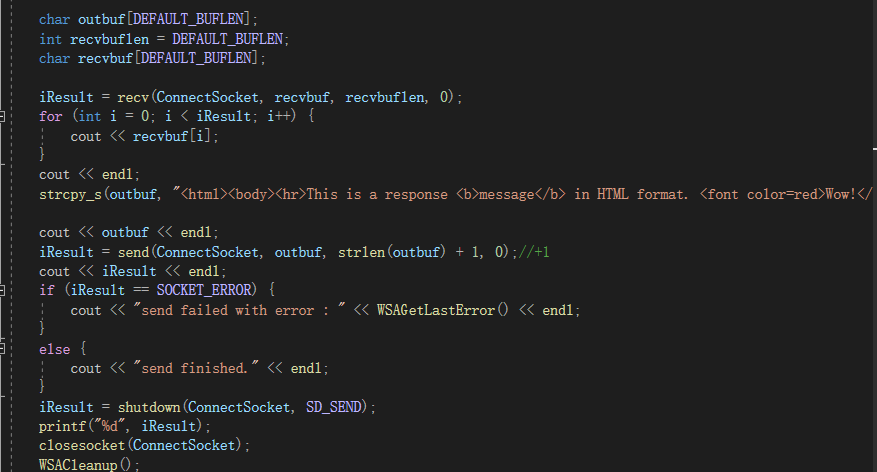 char outbuf[DEFAULT_BUFLEN];
int recvbuflen = DEFAULT_BUFLEN;
char recvbuf[DEFAULT_BUFLEN];
iResult = recv(ConnectSocket, recvbuf, recvbuflen, 0);
for (int i = 0; i < iResult; i++) {
cout << recvbuf[i];
}
cout << endl;
strcpy_s(outbuf, "<html><body><hr>This is a response <b>message</b> in HTML format. <font color=red>Wow!</
cout << outbuf << endl;
iResult = send(ConnectSocket, outbuf, strlen(outbuf) + 1, 0);//+1
cout << iResult << endl;
if (iResult == SOCKET_ERROR) {
cout << "send failed with error : " << WSAGetLastError() << endl;
}
else {
cout << "send finished." << endl;
}
iResult = shutdown(ConnectSocket, SD_SEND);
printf("%d", iResult);
closesocket(ConnectSocket);
WSACleanup();